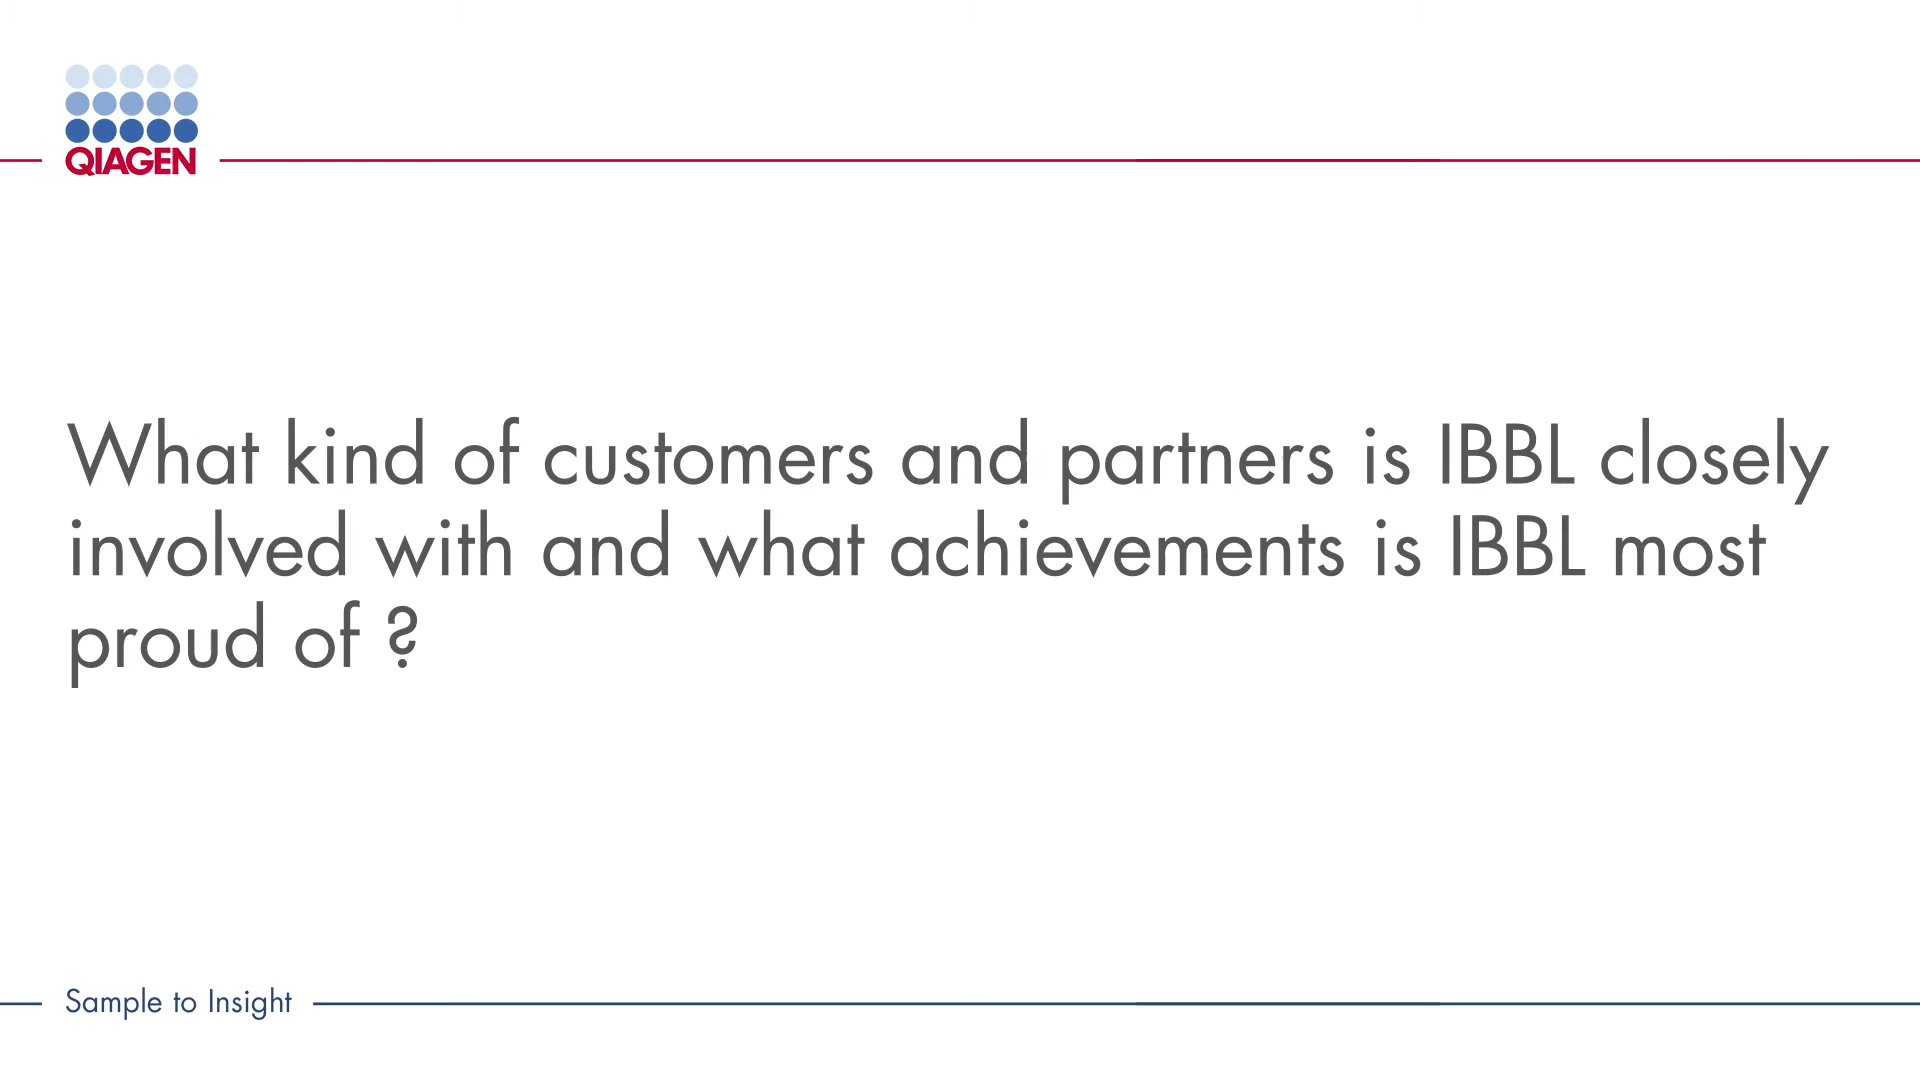 QIAGEN
What kind of customers and partners is IBBL closely
involved with and what achievements is IBBL most
proud of ?
Sample to Insight